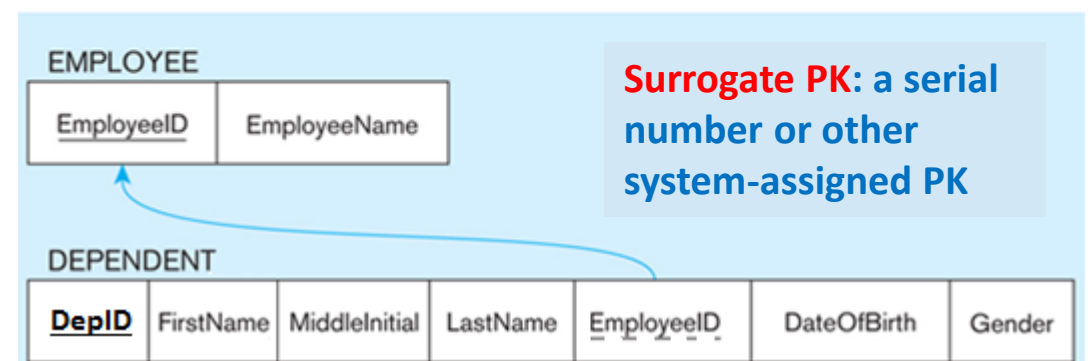 EMPLOYEE
EmployeeID EmployeeName
Surrogate PK: a serial
number or other
system-assigned PK
DEPENDENT
DepID FirstName MiddleInitial LastName EmployeeID DateOfBirth Gender